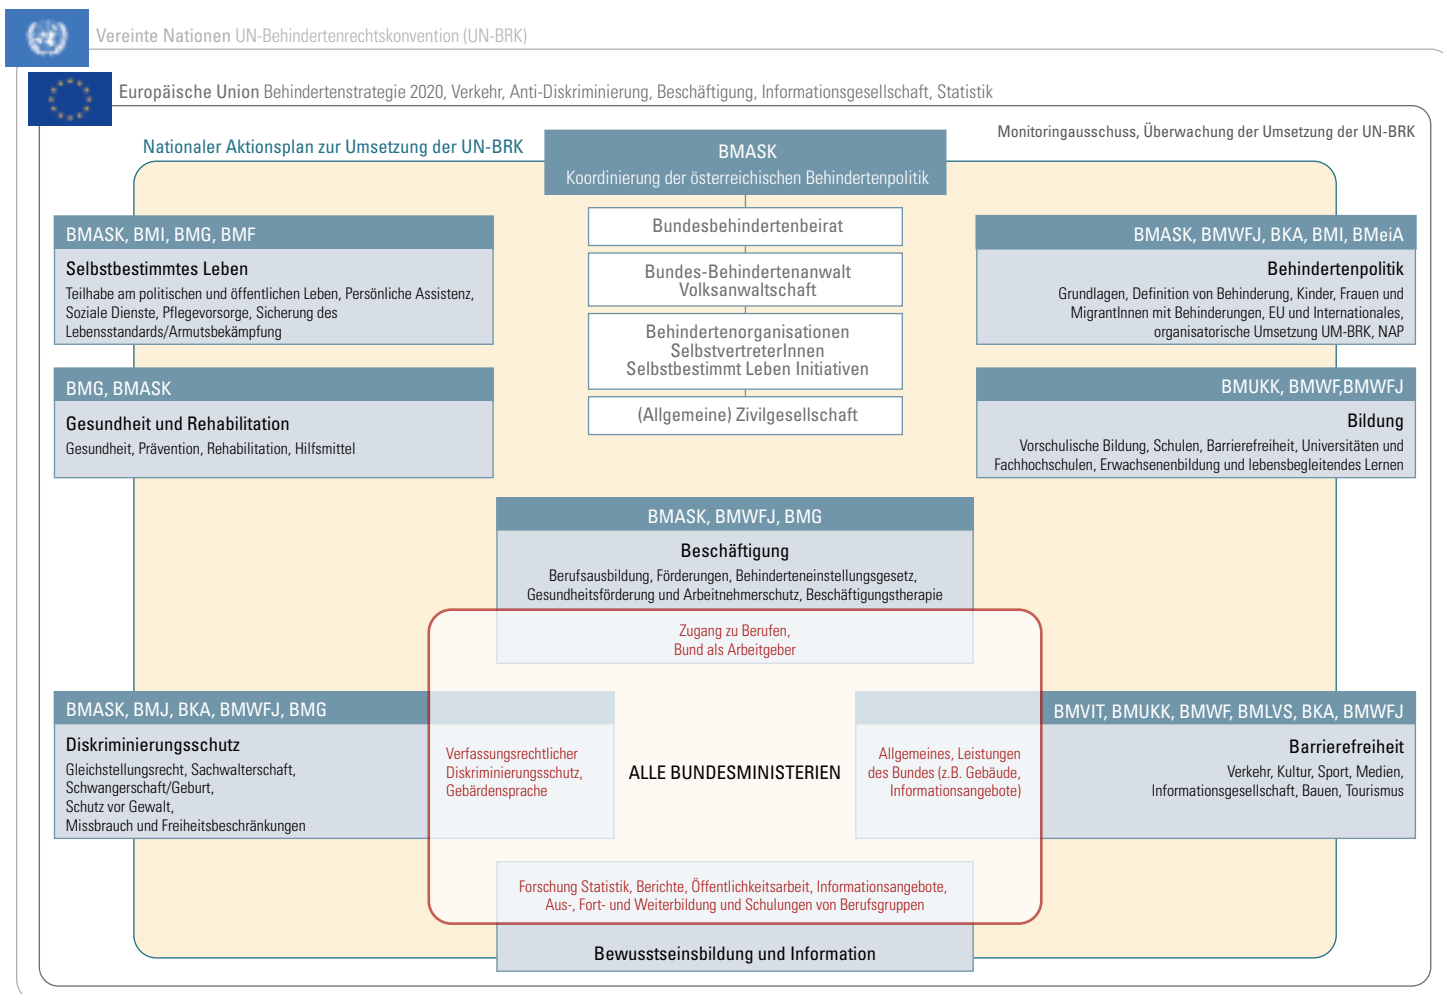 Vereinte Nationen UN-Behindertenrechtskonvention (UN-BRK)
Europäische Union Behindertenstrategie 2020, Verkehr, Anti-Diskriminierung, Beschäftigung, Informationsgesellschaft, Statistik
Monitoringausschuss, Überwachung der Umsetzung der UN-BRK
Nationaler Aktionsplan zur Umsetzung der UN-BRK
BMASK
Koordinierung der österreichischen Behindertenpolitik
Bundesbehindertenbeirat
Bundes-Behindertenanwalt
Volksanwaltschaft
Behindertenorganisationen
SelbstvertreterInnen
Selbstbestimmt Leben Initiativen
(Allgemeine) Zivilgesellschaft
BMASK, BMI, BMG, BMF
Selbstbestimmtes Leben
Teilhabe am politischen und öffentlichen Leben, Persönliche Assistenz,
Soziale Dienste, Pflegevorsorge, Sicherung des
Lebensstandards/Armutsbekämpfung
BMASK, BMWFJ, BKA, BMI, BMeiA
Behindertenpolitik
Grundlagen, Definition von Behinderung, Kinder, Frauen und
MigrantInnen mit Behinderungen, EU und Internationales,
organisatorische Umsetzung UM-BRK, NAP
BMG, BMASK
Gesundheit und Rehabilitation
Gesundheit, Prävention, Rehabilitation, Hilfsmittel
BMUKK, BMWF,BMWFJ
Bildung
Vorschulische Bildung, Schulen, Barrierefreiheit, Universitäten und
Fachhochschulen, Erwachsenenbildung und lebensbegleitendes Lernen
BMASK, BMWFJ, BMG
Beschäftigung
Berufsausbildung, Förderungen, Behinderteneinstellungsgesetz,
Gesundheitsförderung und Arbeitnehmerschutz, Beschäftigungstherapie
Zugang zu Berufen,
Bund als Arbeitgeber
BMASK, BMJ, BKA, BMWFJ, BMG
Diskriminierungsschutz
Gleichstellungsrecht, Sachwalterschaft,
Schwangerschaft/Geburt,
Schutz vor Gewalt,
Missbrauch und Freiheitsbeschränkungen
Verfassungsrechtlicher
Diskriminierungsschutz,
Gebärdensprache
ALLE BUNDESMINISTERIEN
Allgemeines, Leistungen
des Bundes (z.B. Gebäude,
Informationsangebote)
BMVIT, BMUKK, BMWF, BMLVS, BKA, BMWFJ
Barrierefreiheit
Verkehr, Kultur, Sport, Medien,
Informationsgesellschaft, Bauen, Tourismus
Forschung Statistik, Berichte, Öffentlichkeitsarbeit, Informationsangebote,
Aus-, Fort- und Weiterbildung und Schulungen von Berufsgruppen
Bewusstseinsbildung und Information